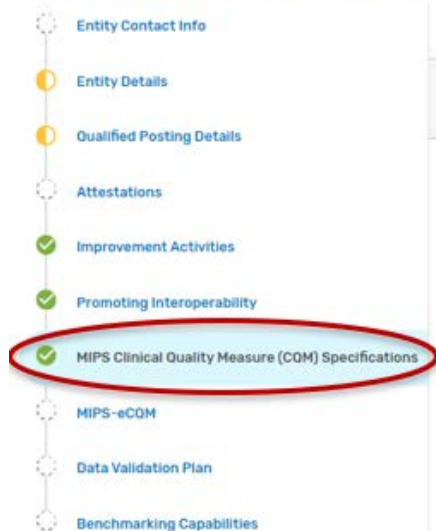 Entity Contact Info
Entity Details
Qualified Posting Details
Attestations
Improvement Activities
Promoting Interoperability
MIPS Clinical Quality Measure (CQM) Specifications
MIPS-eCQM
Data Validation Plan
Benchmarking Capabilities